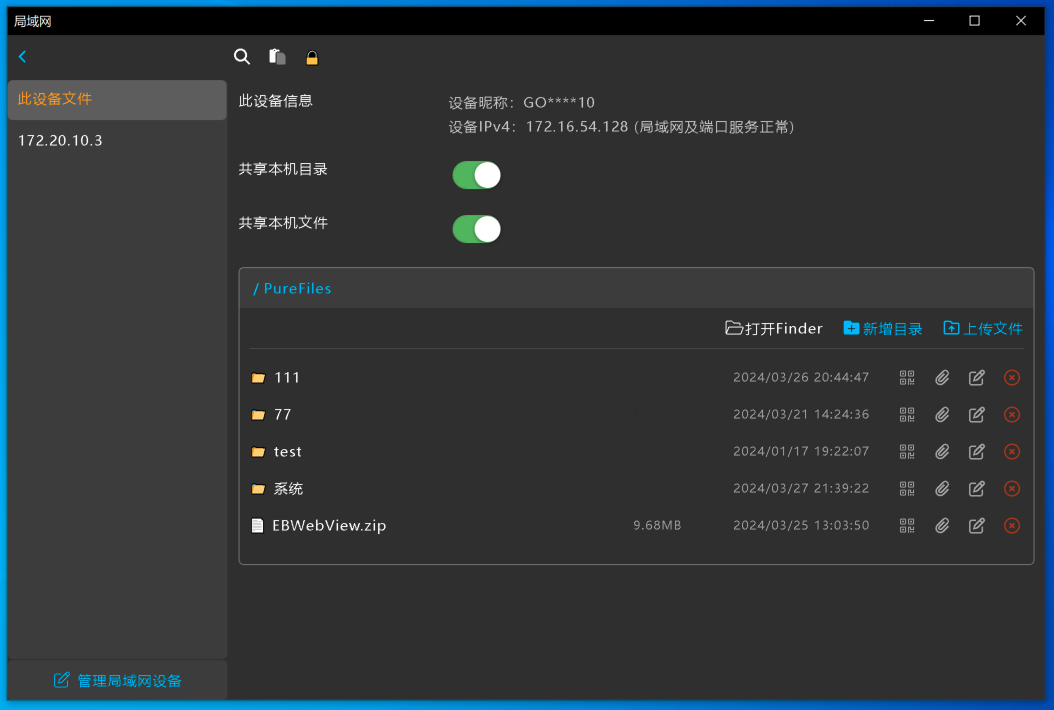 局域网
此设备文件
172.20.10.3
管理局域网设备
此设备信息
设备昵称：GO****10
设备IPv4：172.16.54.128 (局域网及端口服务正常)
共享本机目录
共享本机文件
/ PureFiles
打开Finder 新增目录 上传文件
111 2024/03/26 20:44:47
77 2024/03/21 14:24:36
test 2024/01/17 19:22:07
系统 2024/03/27 21:39:22
EBWebView.zip 9.68MB 2024/03/25 13:03:50